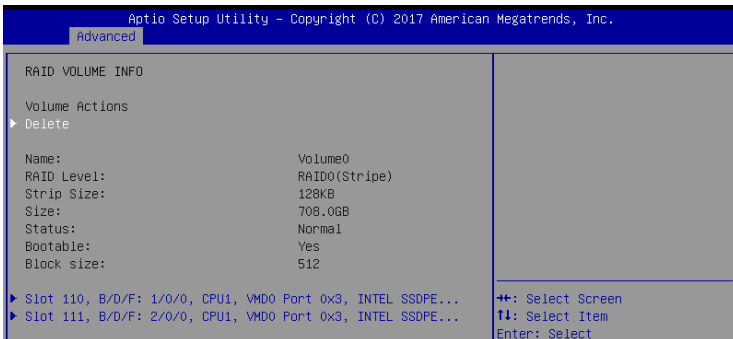 Aptio Setup Utility – Copyright (C) 2017 American Megatrends, Inc.
Advanced
RAID VOLUME INFO
Volume Actions
▶ Delete
Name: Volume0
RAID Level: RAID0(Stripe)
Strip Size: 128KB
Size: 708.0GB
Status: Normal
Bootable: Yes
Block size: 512
▶ Slot 110, B/D/F: 1/0/0, CPU1, VMD0 Port 0x3, INTEL SSDPE...
▶ Slot 111, B/D/F: 2/0/0, CPU1, VMD0 Port 0x3, INTEL SSDPE...
→←: Select Screen
↑↓: Select Item
Enter: Select